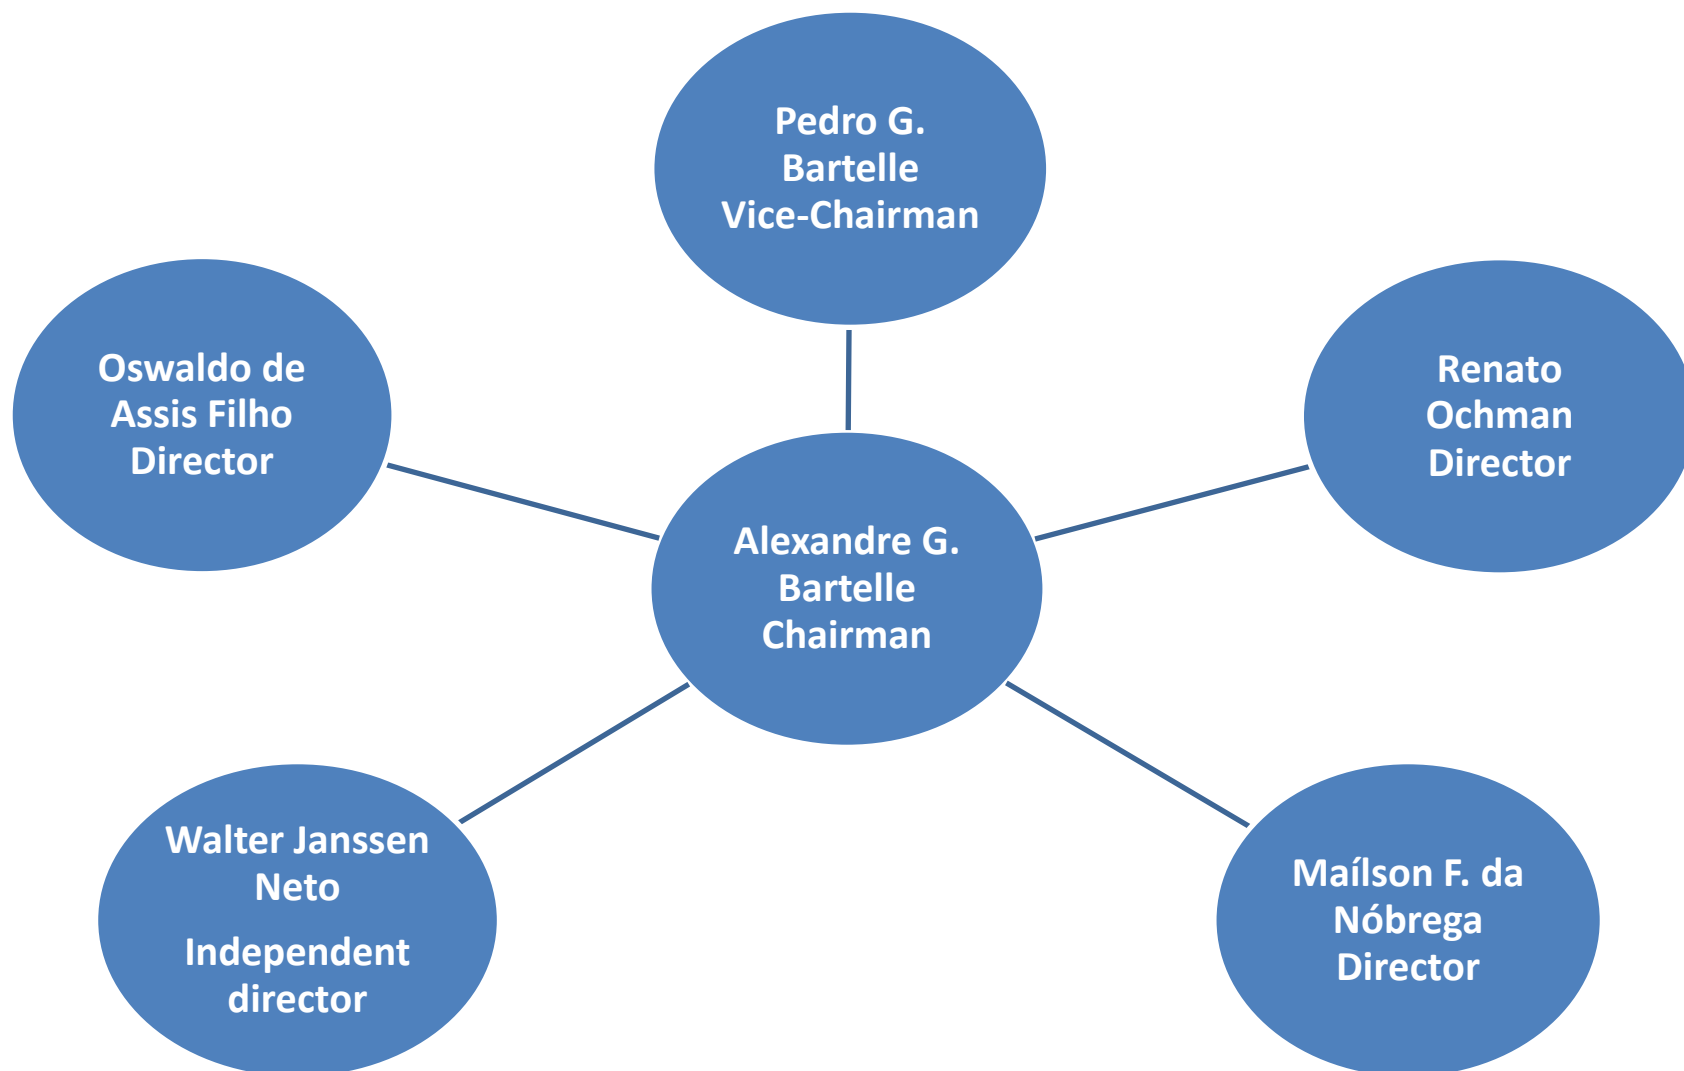 Pedro G.
Bartelle
Vice-Chairman
Oswaldo de
Assis Filho
Director
Renato
Ochman
Director
Alexandre G.
Bartelle
Chairman
Walter Janssen
Neto
Independent
director
Maílson F. da
Nóbrega
Director